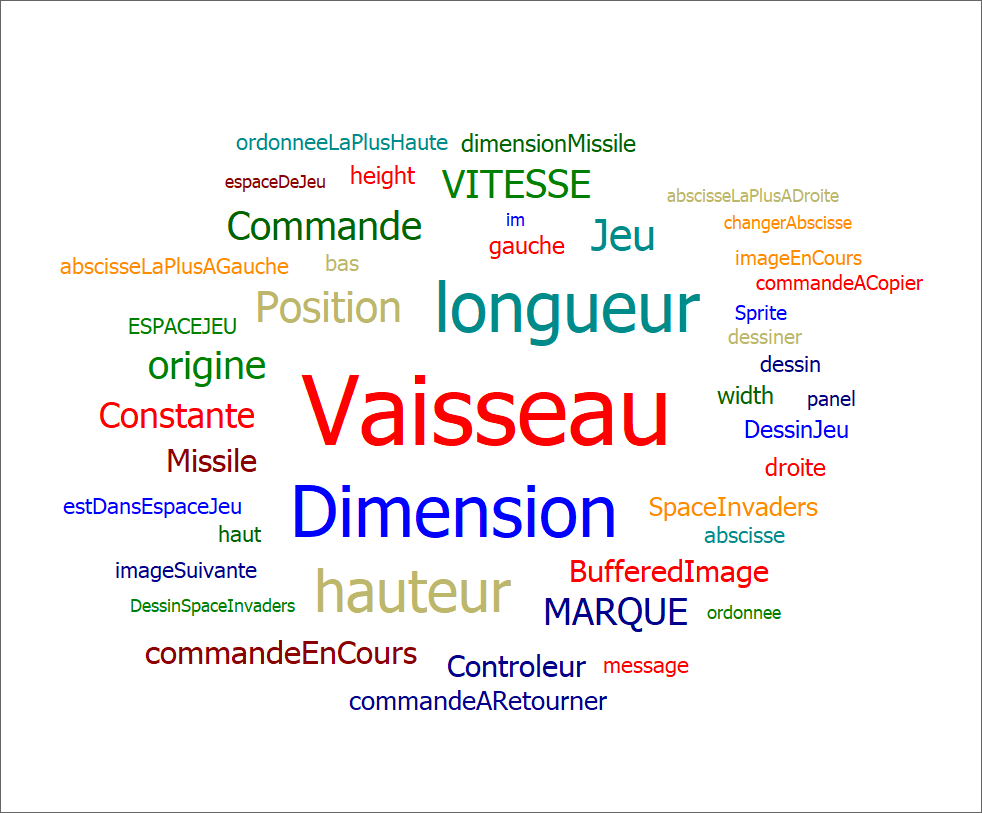 ordonneeLaPlusHaute dimensionMissile
espaceDeJeu height VITESSE abscisseLaPlusADroite
Commande im gauche Jeu changerAbscisse
abscisseLaPlusAGauche bas imageEnCours
commandeACopier
Position longueur Sprite
ESPACEJEU dessiner
origine dessin
width panel
Constante Vaisseau DessinJeu
Missile droite
estDansEspaceJeu Dimension SpaceInvaders
haut abscisse
imageSuivante BufferedImage
DessinSpaceInvaders hauteur MARQUE ordonnee
commandeEnCours Controleur message
commandeARetourner